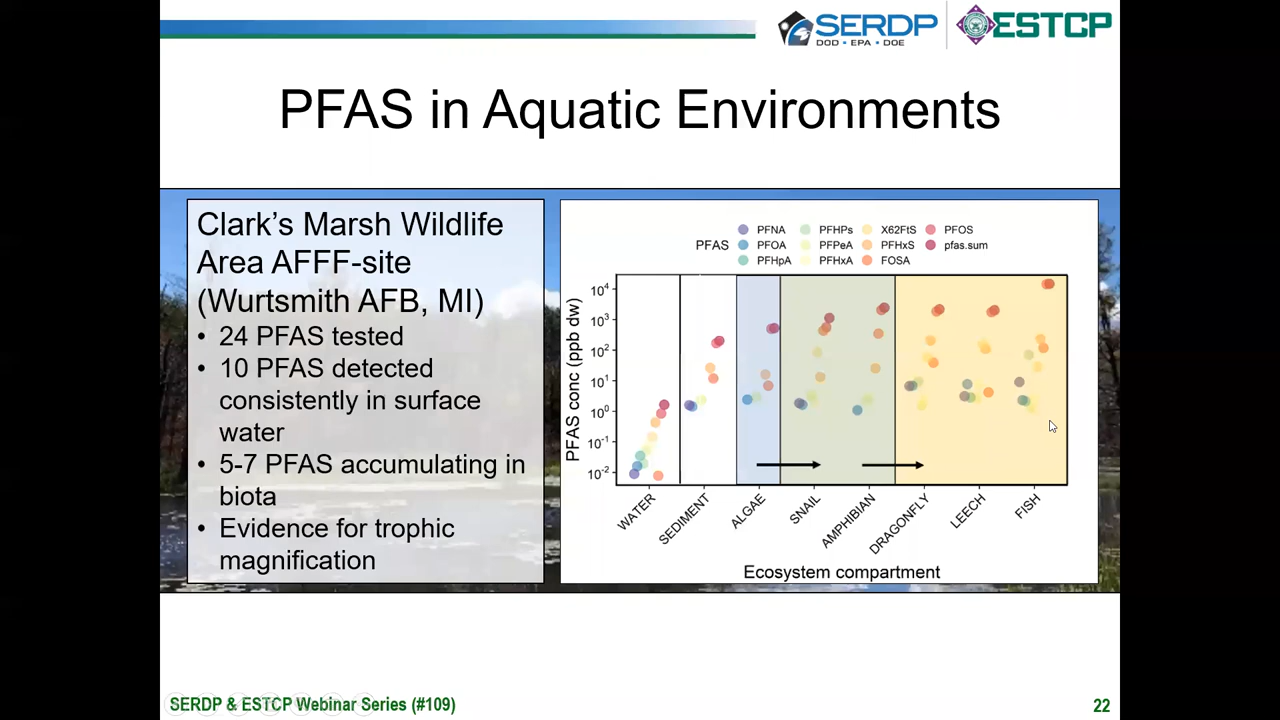 SERDP
DOD • EPA • DOE
ESTCP
PFAS in Aquatic Environments
Clark's Marsh Wildlife
Area AFFF-site
(Wurtsmith AFB, MI)
• 24 PFAS tested
• 10 PFAS detected
consistently in surface
water
• 5-7 PFAS accumulating in
biota
• Evidence for trophic
magnification
PFAS
PFNA PFHPs X62FtS PFOS
PFOA PFPeA PFHxS pfas.sum
PFHpA PFHxA FOSA
PFAS conc (ppb dw)
10⁴
10³
10²
10¹
10⁰
10⁻¹
10⁻²
WATER
SEDIMENT
ALGAE
SNAIL
AMPHIBIAN
DRAGONFLY
LEECH
FISH
Ecosystem compartment
SERDP & ESTCP Webinar Series (#109)
22